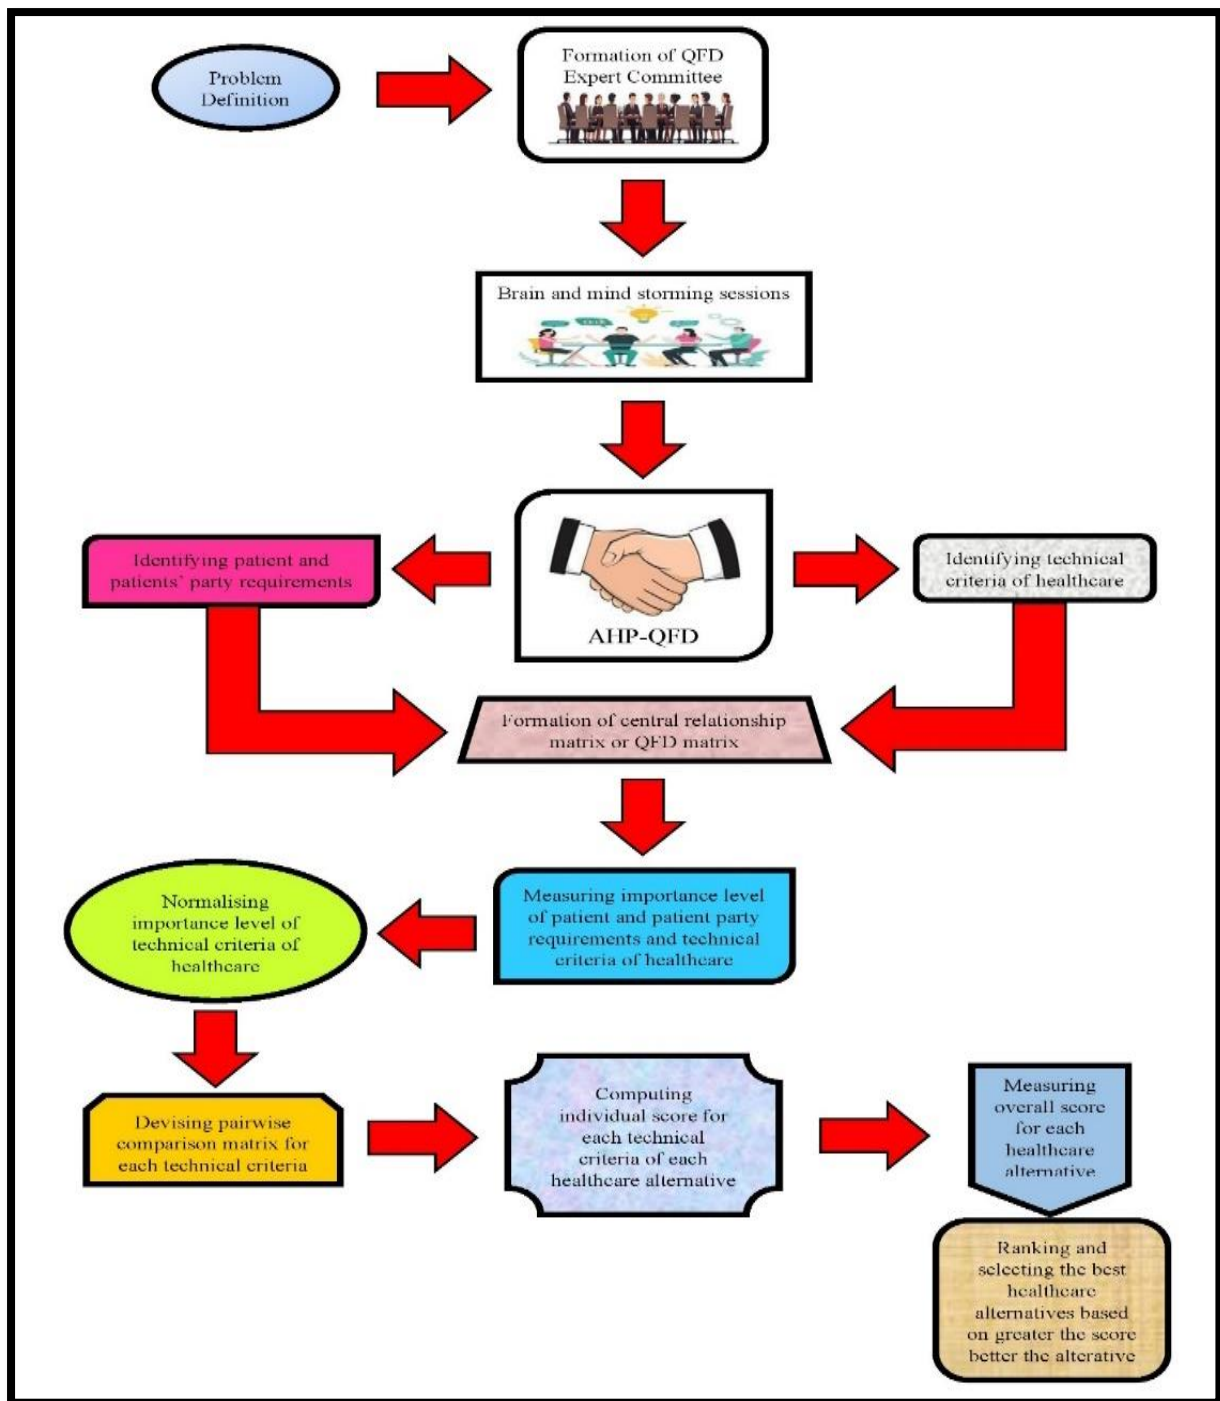 Problem
Definition
Formation of QFD
Expert Committee
Brain and mind storming sessions
AHP-QFD
Identifying patient and
patients' party requirements
Identifying technical
criteria of healthcare
Formation of central relationship
matrix or QFD matrix
Measuring importance level
of patient and patient party
requirements and technical
criteria of healthcare
Normalising
importance level of
technical criteria of
healthcare
Devising pairwise
comparison matrix for
each technical criteria
Computing
individual score for
each technical
criteria of each
healthcare alternative
Measuring
overall score
for each
healthcare
alternative
Ranking and
selecting the best
healthcare
alternatives based
on greater the score
better the alterative